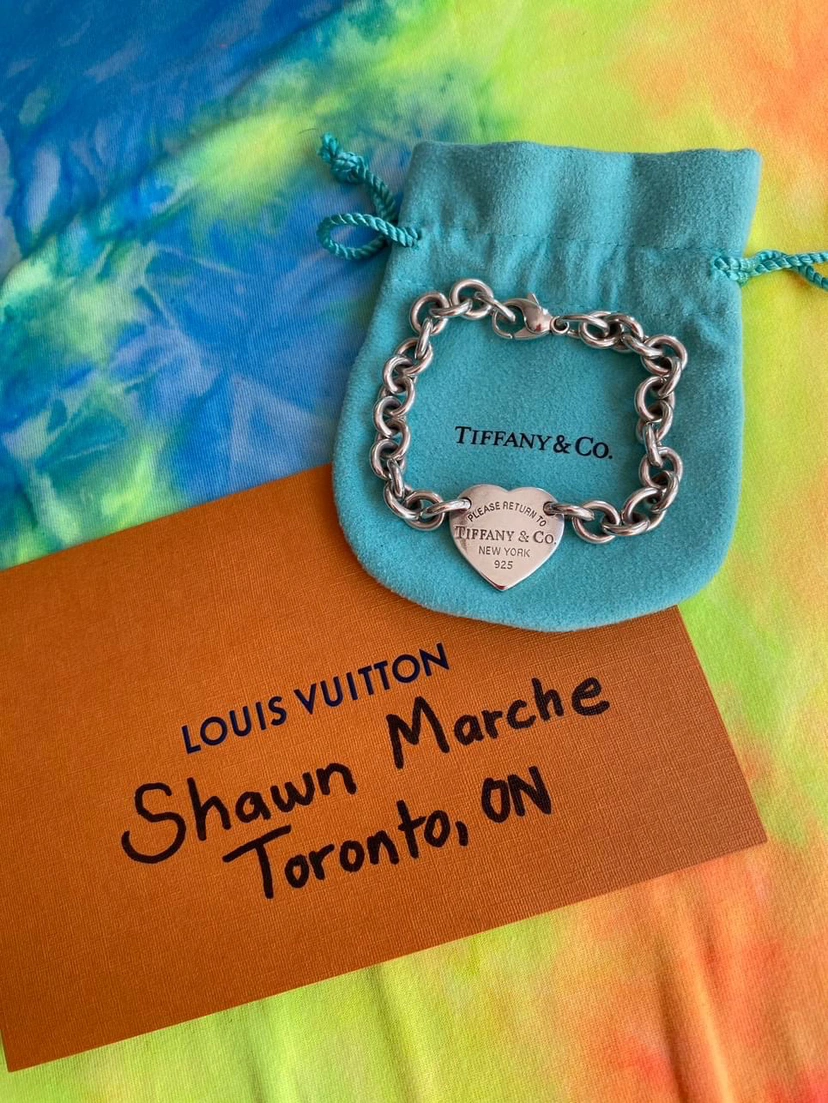 TIFFANY & CO.
PLEASE RETURN TO
TIFFANY & CO.
NEW YORK
925
LOUIS VUITTON
Shawn Marche
Toronto, ON